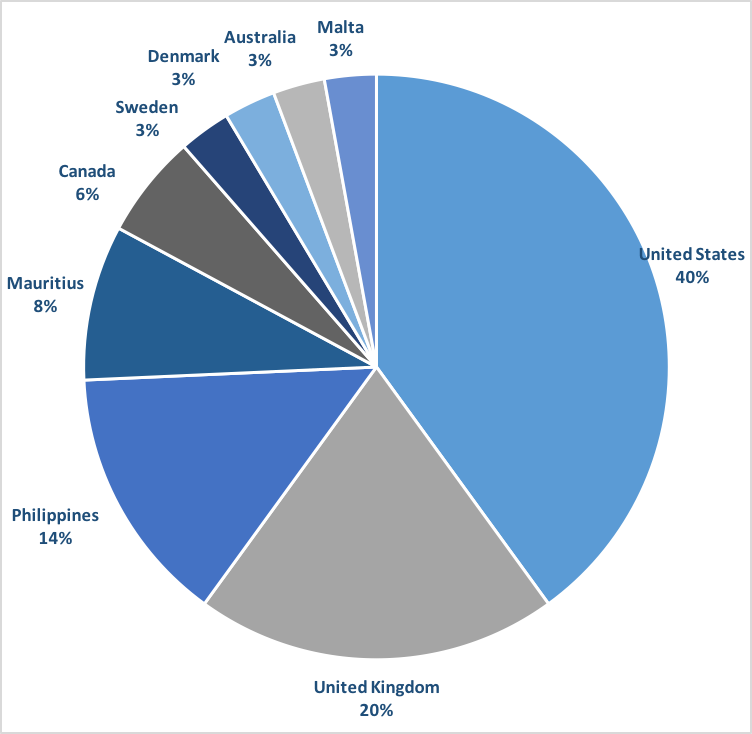 Malta
3%
Australia
3%
Denmark
3%
Sweden
3%
Canada
6%
Mauritius
8%
United States
40%
Philippines
14%
United Kingdom
20%